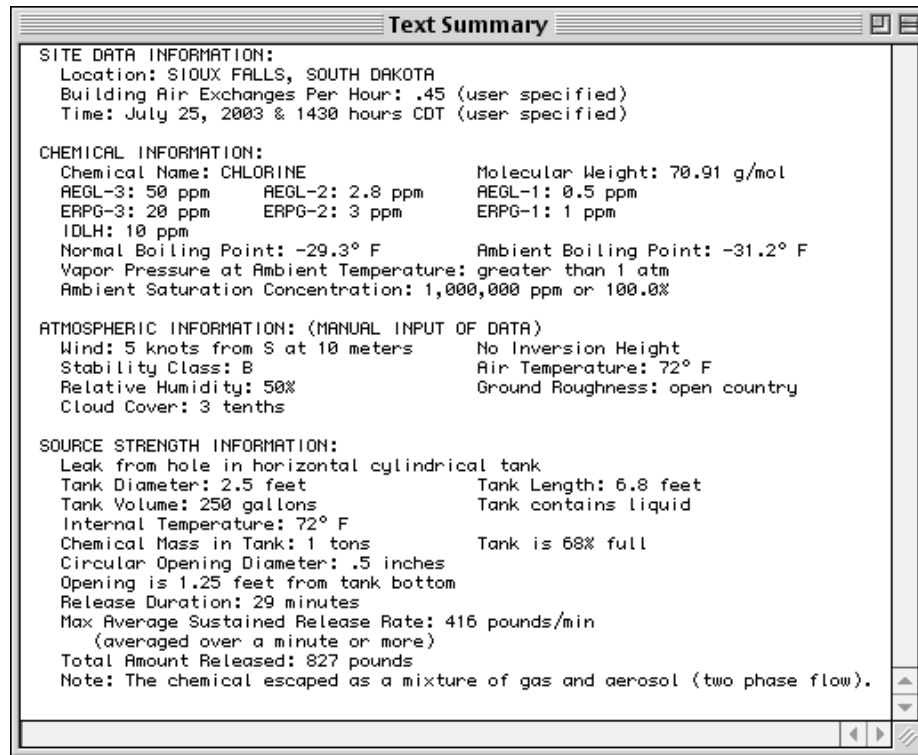 Text Summary
SITE DATA INFORMATION:
Location: SIOUX FALLS, SOUTH DAKOTA
Building Air Exchanges Per Hour: .45 (user specified)
Time: July 25, 2003 & 1430 hours CDT (user specified)
CHEMICAL INFORMATION:
Chemical Name: CHLORINE Molecular Weight: 70.91 g/mol
AEGL-3: 50 ppm AEGL-2: 2.8 ppm AEGL-1: 0.5 ppm
ERPG-3: 20 ppm ERPG-2: 3 ppm ERPG-1: 1 ppm
IDLH: 10 ppm
Normal Boiling Point: -29.3° F Ambient Boiling Point: -31.2° F
Vapor Pressure at Ambient Temperature: greater than 1 atm
Ambient Saturation Concentration: 1,000,000 ppm or 100.0%
ATMOSPHERIC INFORMATION: (MANUAL INPUT OF DATA)
Wind: 5 knots from S at 10 meters No Inversion Height
Stability Class: B Air Temperature: 72° F
Relative Humidity: 50% Ground Roughness: open country
Cloud Cover: 3 tenths
SOURCE STRENGTH INFORMATION:
Leak from hole in horizontal cylindrical tank
Tank Diameter: 2.5 feet Tank Length: 6.8 feet
Tank Volume: 250 gallons Tank contains liquid
Internal Temperature: 72° F
Chemical Mass in Tank: 1 tons Tank is 68% full
Circular Opening Diameter: .5 inches
Opening is 1.25 feet from tank bottom
Release Duration: 29 minutes
Max Average Sustained Release Rate: 416 pounds/min
(averaged over a minute or more)
Total Amount Released: 827 pounds
Note: The chemical escaped as a mixture of gas and aerosol (two phase flow).